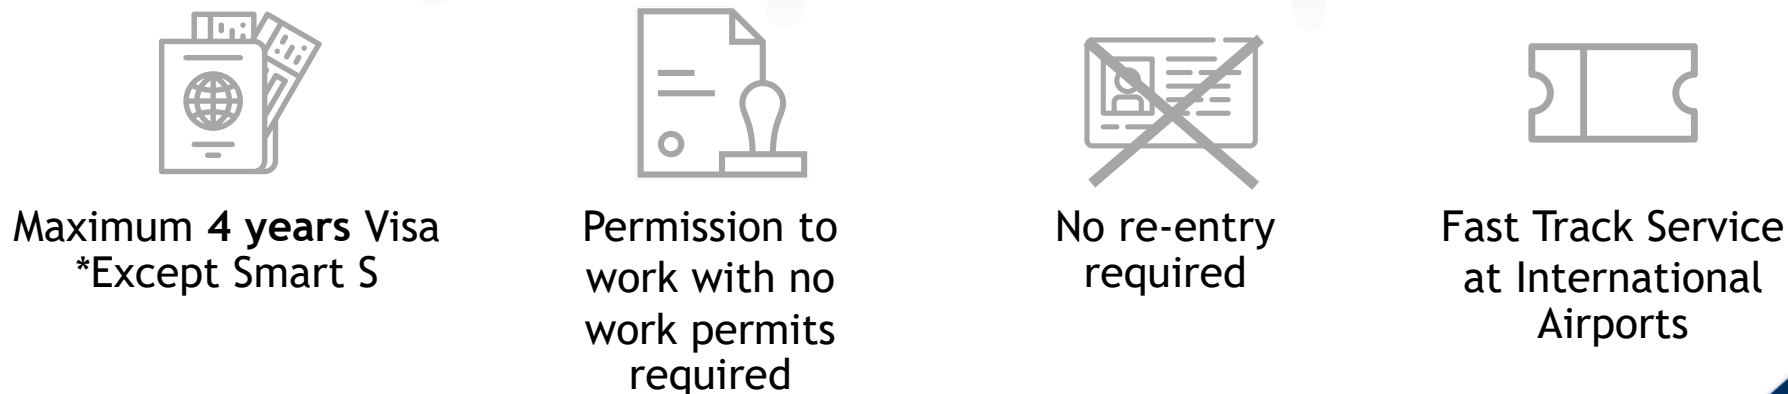 Maximum 4 years Visa
*Except Smart S
Permission to
work with no
work permits
required
No re-entry
required
Fast Track Service
at International
Airports